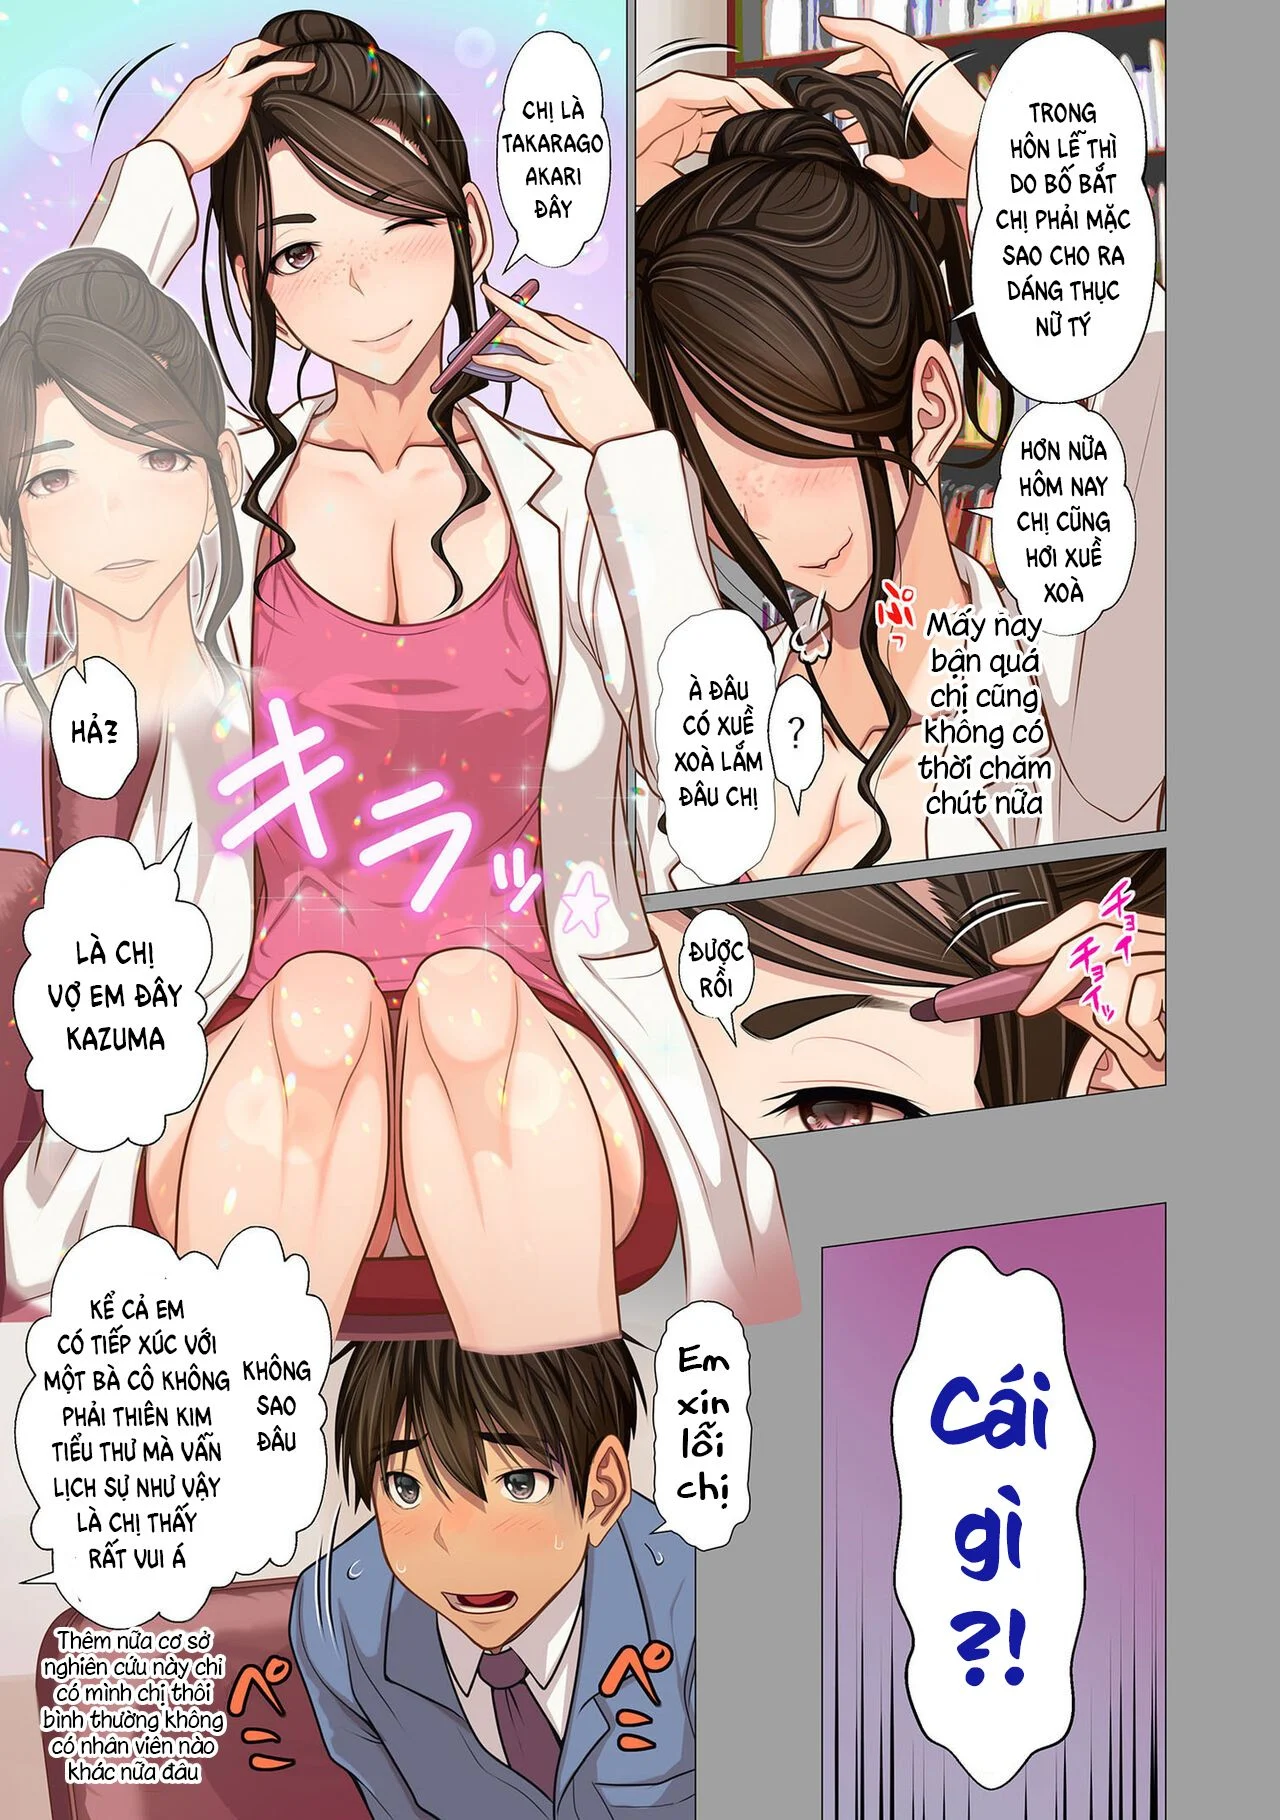 TRONG
HÔN LỄ THÌ
DO BỐ BẮT
CHỊ PHẢI MẶC
SAO CHO RA
DÁNG THỤC
NỮ TÝ
HƠN NỮA
HÔM NAY
CHỊ CŨNG
HƠI XUỀ
XOÀ
ぷっ
Mấy nay
bận quá
chị cũng
không có
thời chăm
chút nữa
?
À ĐÂU
CÓ XUỀ
XOÀ LẮM
ĐÂU CHỊ
チョイ
チョイッ
ĐƯỢC
RỒI
CHỊ LÀ
TAKARAGO
AKARI
ĐÂY
キラッ☆
HẢ?
LÀ CHỊ
VỢ EM ĐÂY
KAZUMA
Cái
gì
?!
Em
xin
lỗi
chị
ペこ
ペこ
KHÔNG
SAO
ĐÂU
KỂ CẢ EM
CÓ TIẾP XÚC VỚI
MỘT BÀ CÔ KHÔNG
PHẢI THIÊN KIM
TIỂU THƯ MÀ VẪN
LỊCH SỰ NHƯ VẬY
LÀ CHỊ THẤY
RẤT VUI Á
Thêm nữa cơ sở
nghiên cứu này chỉ
có mình chị thôi
bình thường không
có nhân viên nào
khác nữa đâu